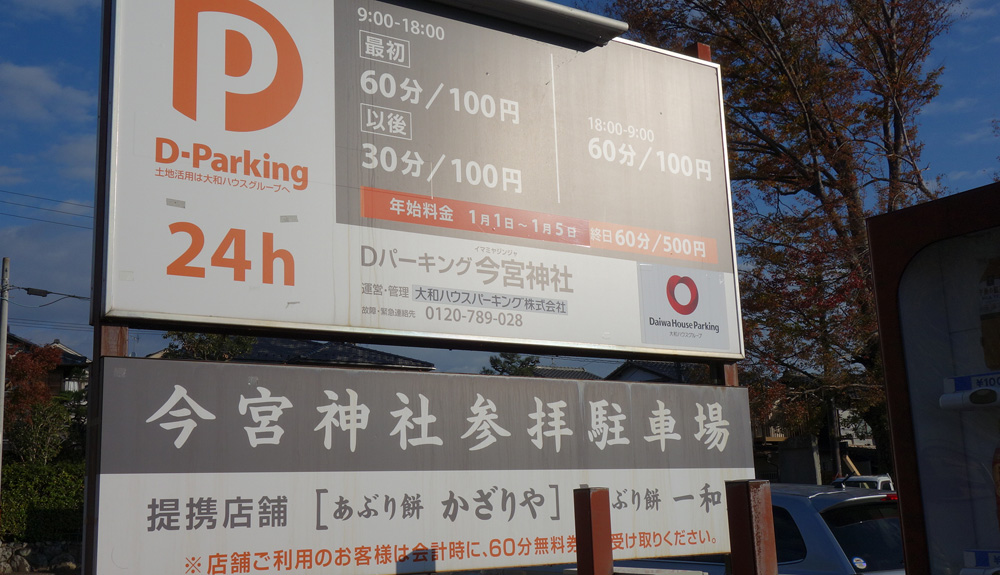 D-Parking
土地活用は大和ハウスグループへ
24h
9:00-18:00
最初
60分/100円
以後
30分/100円
18:00-9:00
60分/100円
年始料金 1月1日〜1月5日 終日60分/500円
イマミヤジンジャ
Dパーキング 今宮神社
運営・管理 大和ハウスパーキング株式会社
故障・緊急連絡先 0120-789-028
Daiwa House Parking
大和ハウスグループ
今宮神社参拝駐車場
提携店舗 [あぶり餅 かざりや] ぶり餅 一和
※店舗ご利用のお客様は会計時に、60分無料券 受け取りください。